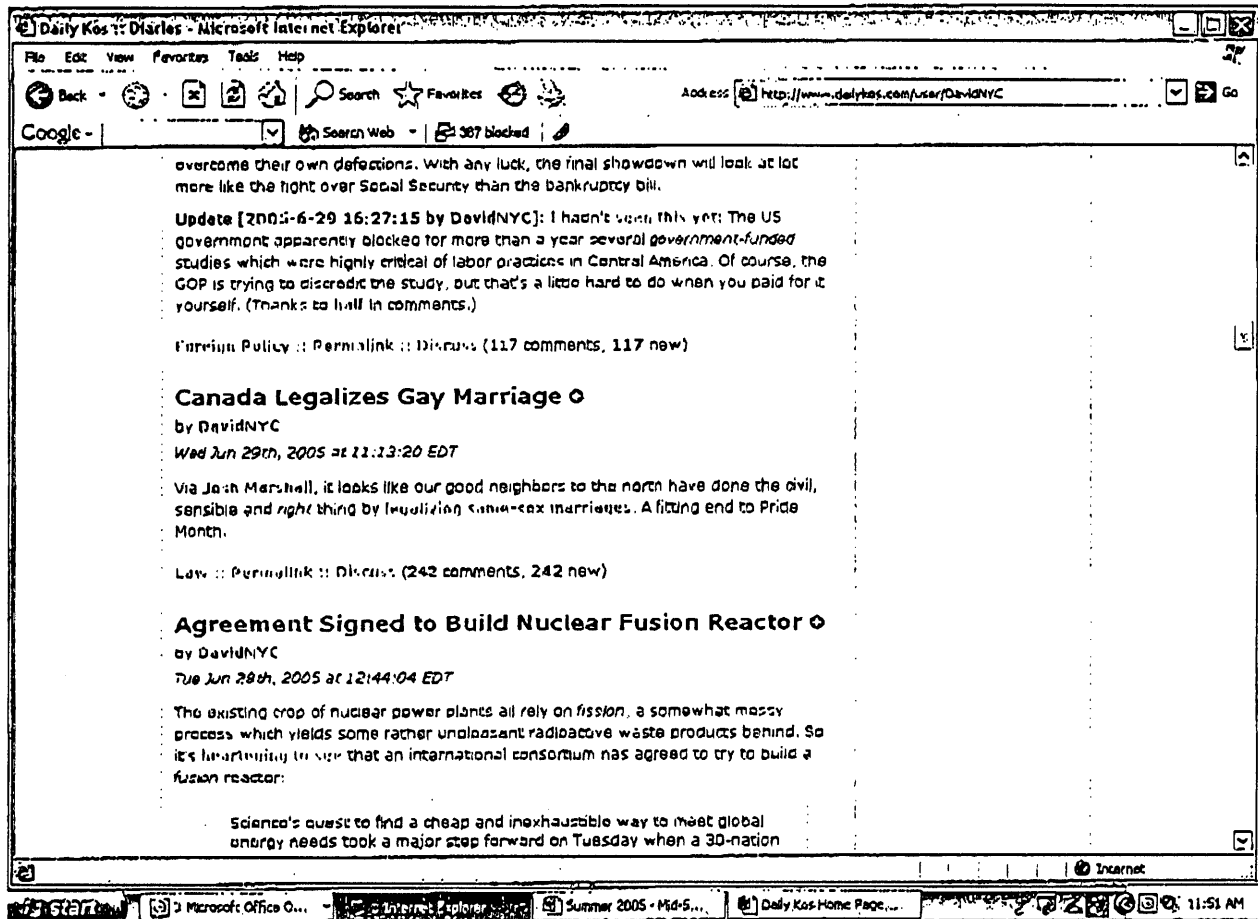 Daily Kos :: Diaries - Microsoft Internet Explorer
File Edit View Favorites Tools Help
Back Search Favorites Address http://www.dailykos.com/user/DavidNYC Go
Google - Search Web 387 blocked
overcome their own defections. With any luck, the final showdown will look at lot
more like the fight over Social Security than the bankruptcy bill.
Update [2005-6-29 16:27:15 by DavidNYC]: I hadn't seen this yet: The US
government apparently blocked for more than a year several government-funded
studies which were highly critical of labor practices in Central America. Of course, the
GOP is trying to discredit the study, but that's a little hard to do when you paid for it
yourself. (Thanks to in comments.)
Foreign Policy :: Permalink :: Discuss (117 comments, 117 new)
Canada Legalizes Gay Marriage
by DavidNYC
Wed Jun 29th, 2005 at 11:13:20 EDT
Via Josh Marshall, it looks like our good neighbors to the north have done the civil,
sensible and right thing by legalizing same-sex marriages. A fitting end to Pride
Month.
Law :: Permalink :: Discuss (242 comments, 242 new)
Agreement Signed to Build Nuclear Fusion Reactor
by DavidNYC
Tue Jun 28th, 2005 at 12:44:04 EDT
The existing crop of nuclear power plants all rely on fission, a somewhat messy
process which yields some rather unpleasant radioactive waste products behind. So
it's heartening to see that an international consortium has agreed to try to build a
fusion reactor:
Science's quest to find a cheap and inexhaustible way to meet global
energy needs took a major step forward on Tuesday when a 30-nation
Internet
start 3 Microsoft Office O... Internet Explorer Summer 2005 - Mid-S... Daily Kos Home Page,... 11:51 AM